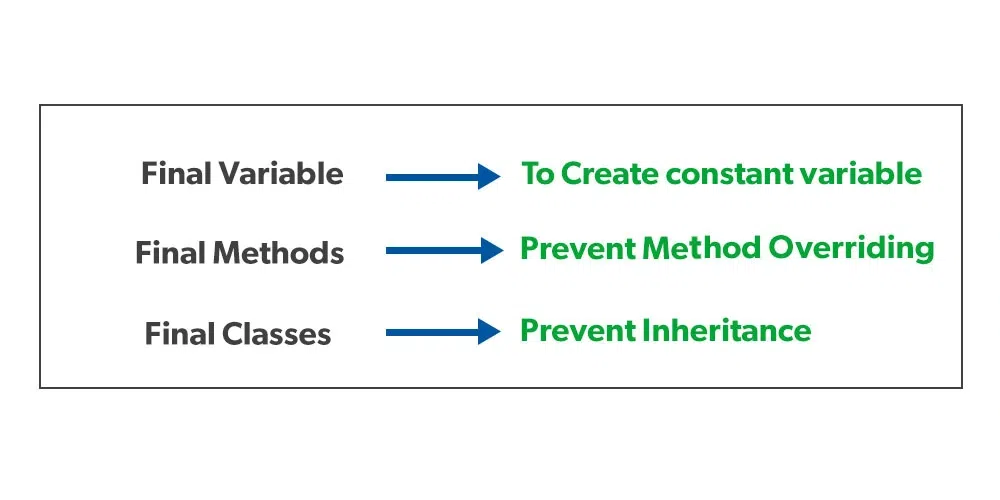 Final Variable To Create constant variable
Final Methods Prevent Method Overriding
Final Classes Prevent Inheritance